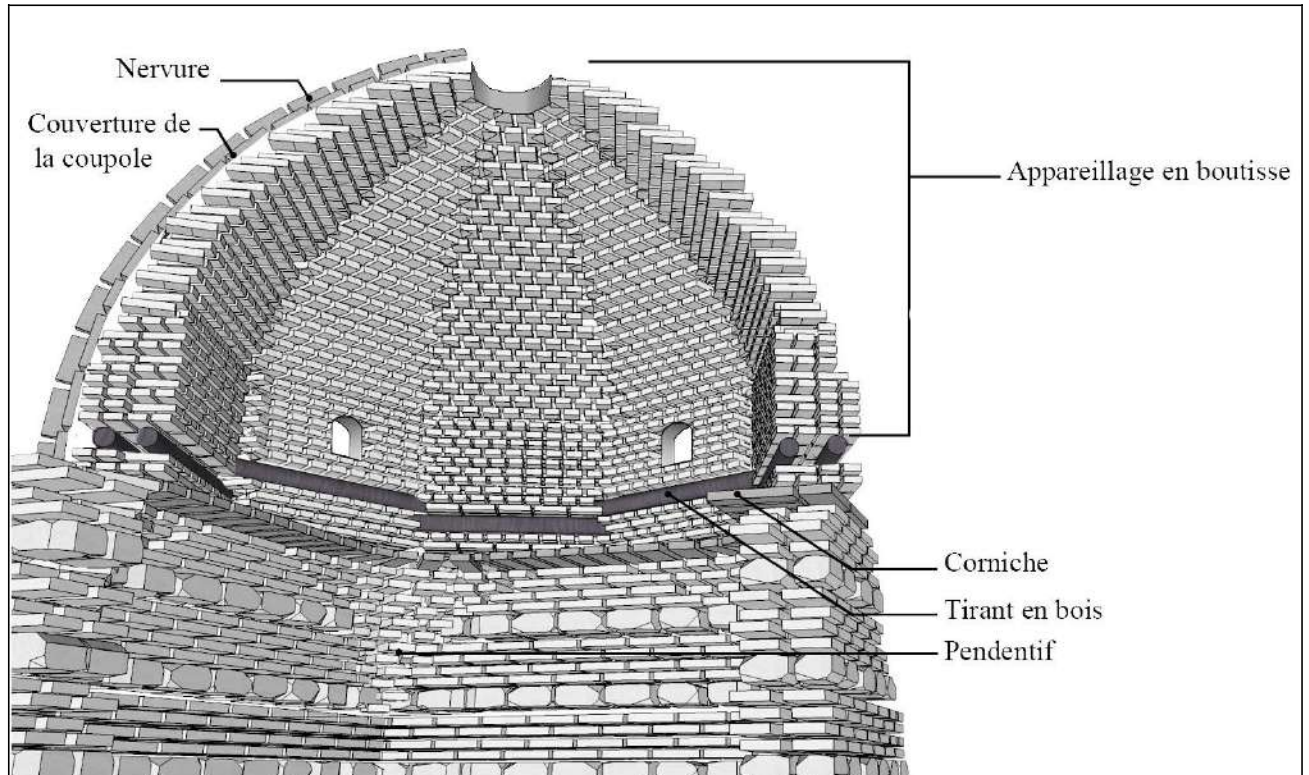 Nervure
Couverture de
la coupole
Appareillage en boutisse
Corniche
Tirant en bois
Pendentif